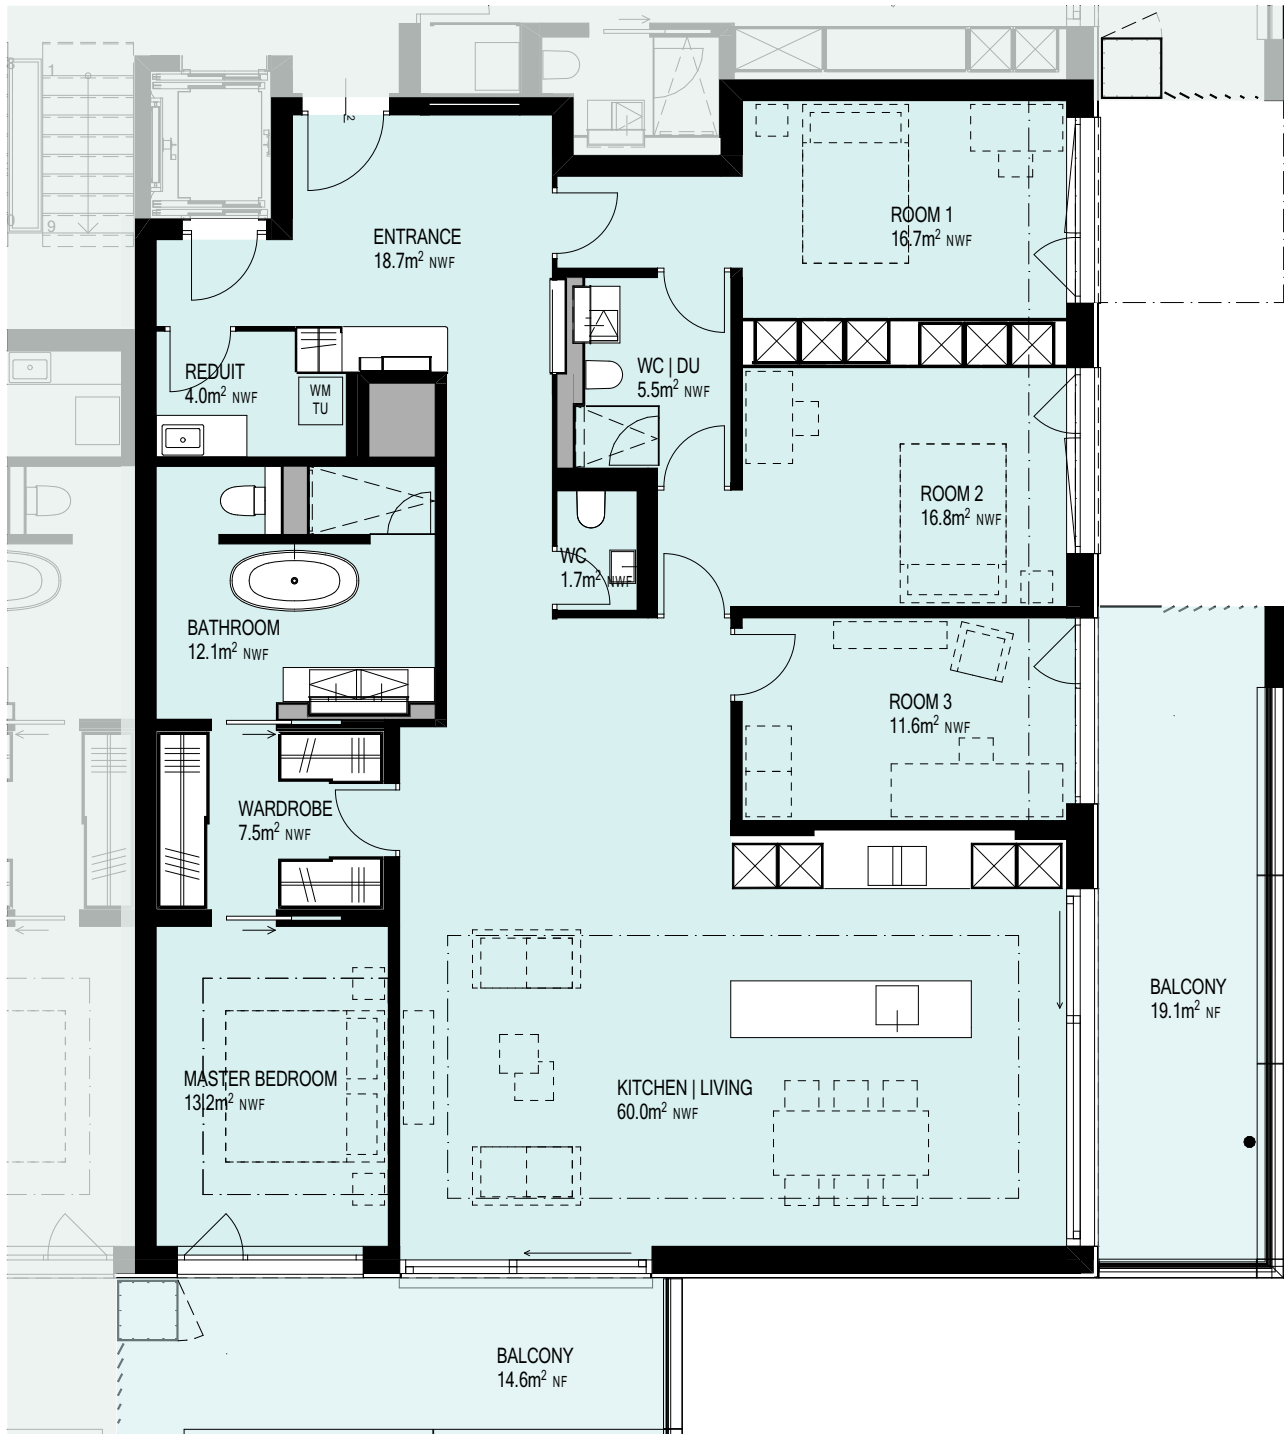 1
9
2
ENTRANCE
18.7m² NWF
ROOM 1
16.7m² NWF
REDUIT
4.0m² NWF
WM
TU
WC | DU
5.5m² NWF
ROOM 2
16.8m² NWF
WC
1.7m² NWF
BATHROOM
12.1m² NWF
ROOM 3
11.6m² NWF
WARDROBE
7.5m² NWF
BALCONY
19.1m² NF
MASTER BEDROOM
13.2m² NWF
KITCHEN | LIVING
60.0m² NWF
BALCONY
14.6m² NF